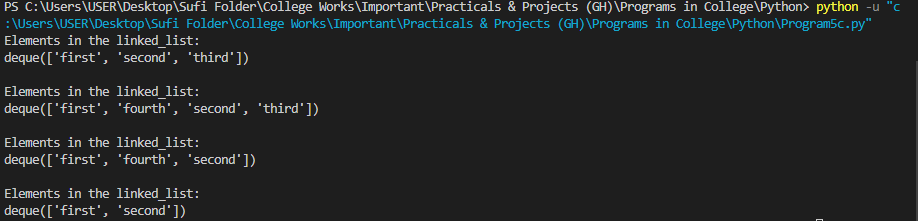 PS C:\Users\USER\Desktop\Sufi Folder\College Works\Important\Practicals & Projects (GH)\Programs in College\Python> python -u "c
:\Users\USER\Desktop\Sufi Folder\College Works\Important\Practicals & Projects (GH)\Programs in College\Python\Program5c.py"
Elements in the linked_list:
deque(['first', 'second', 'third'])
Elements in the linked_list:
deque(['first', 'fourth', 'second', 'third'])
Elements in the linked_list:
deque(['first', 'fourth', 'second'])
Elements in the linked_list:
deque(['first', 'second'])